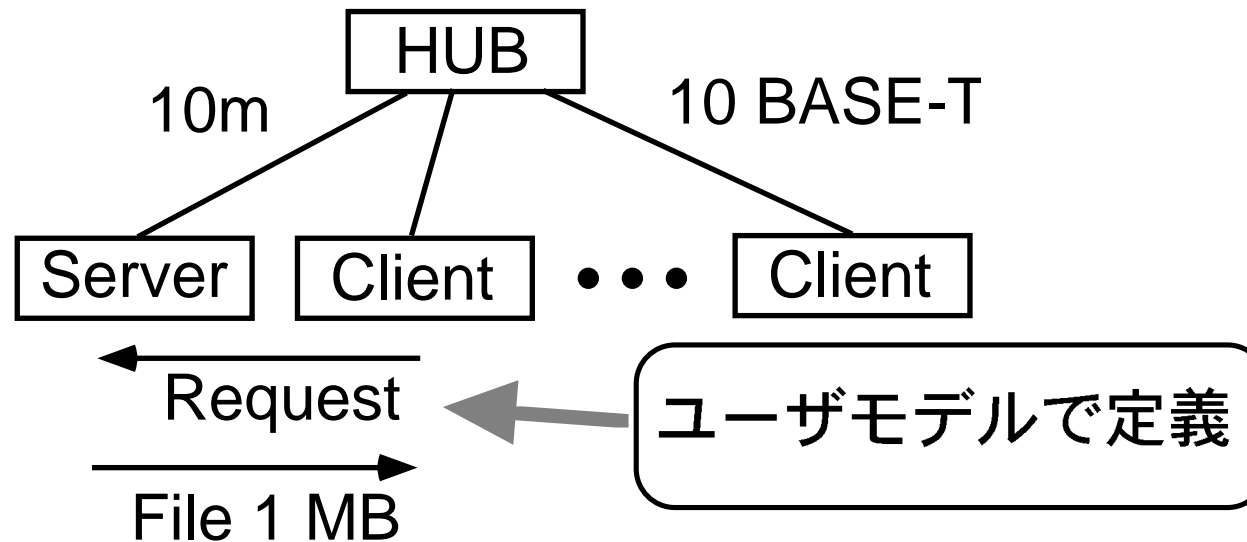 HUB
10m
10 BASE-T
Server
Client
Client
Request
ユーザモデルで定義
File 1 MB